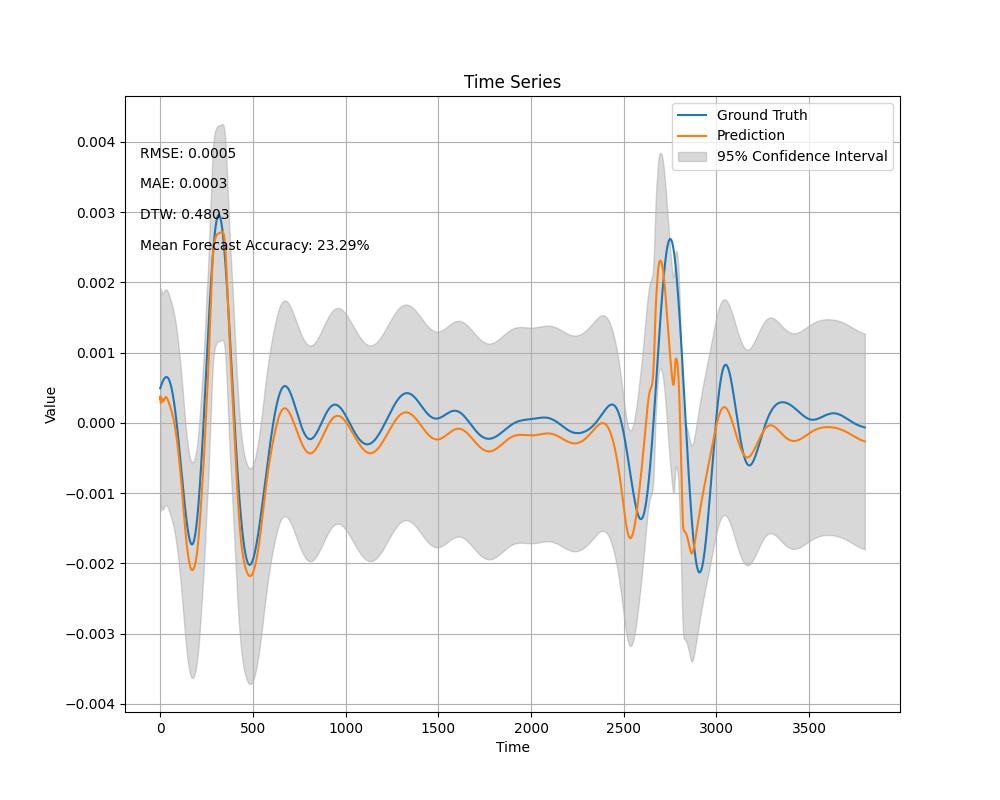 Time Series
Ground Truth
Prediction
95% Confidence Interval
RMSE: 0.0005
MAE: 0.0003
DTW: 0.4803
Mean Forecast Accuracy: 23.29%
0.004
0.003
0.002
0.001
0.000
−0.001
−0.002
−0.003
−0.004
Value
0 500 1000 1500 2000 2500 3000 3500
Time